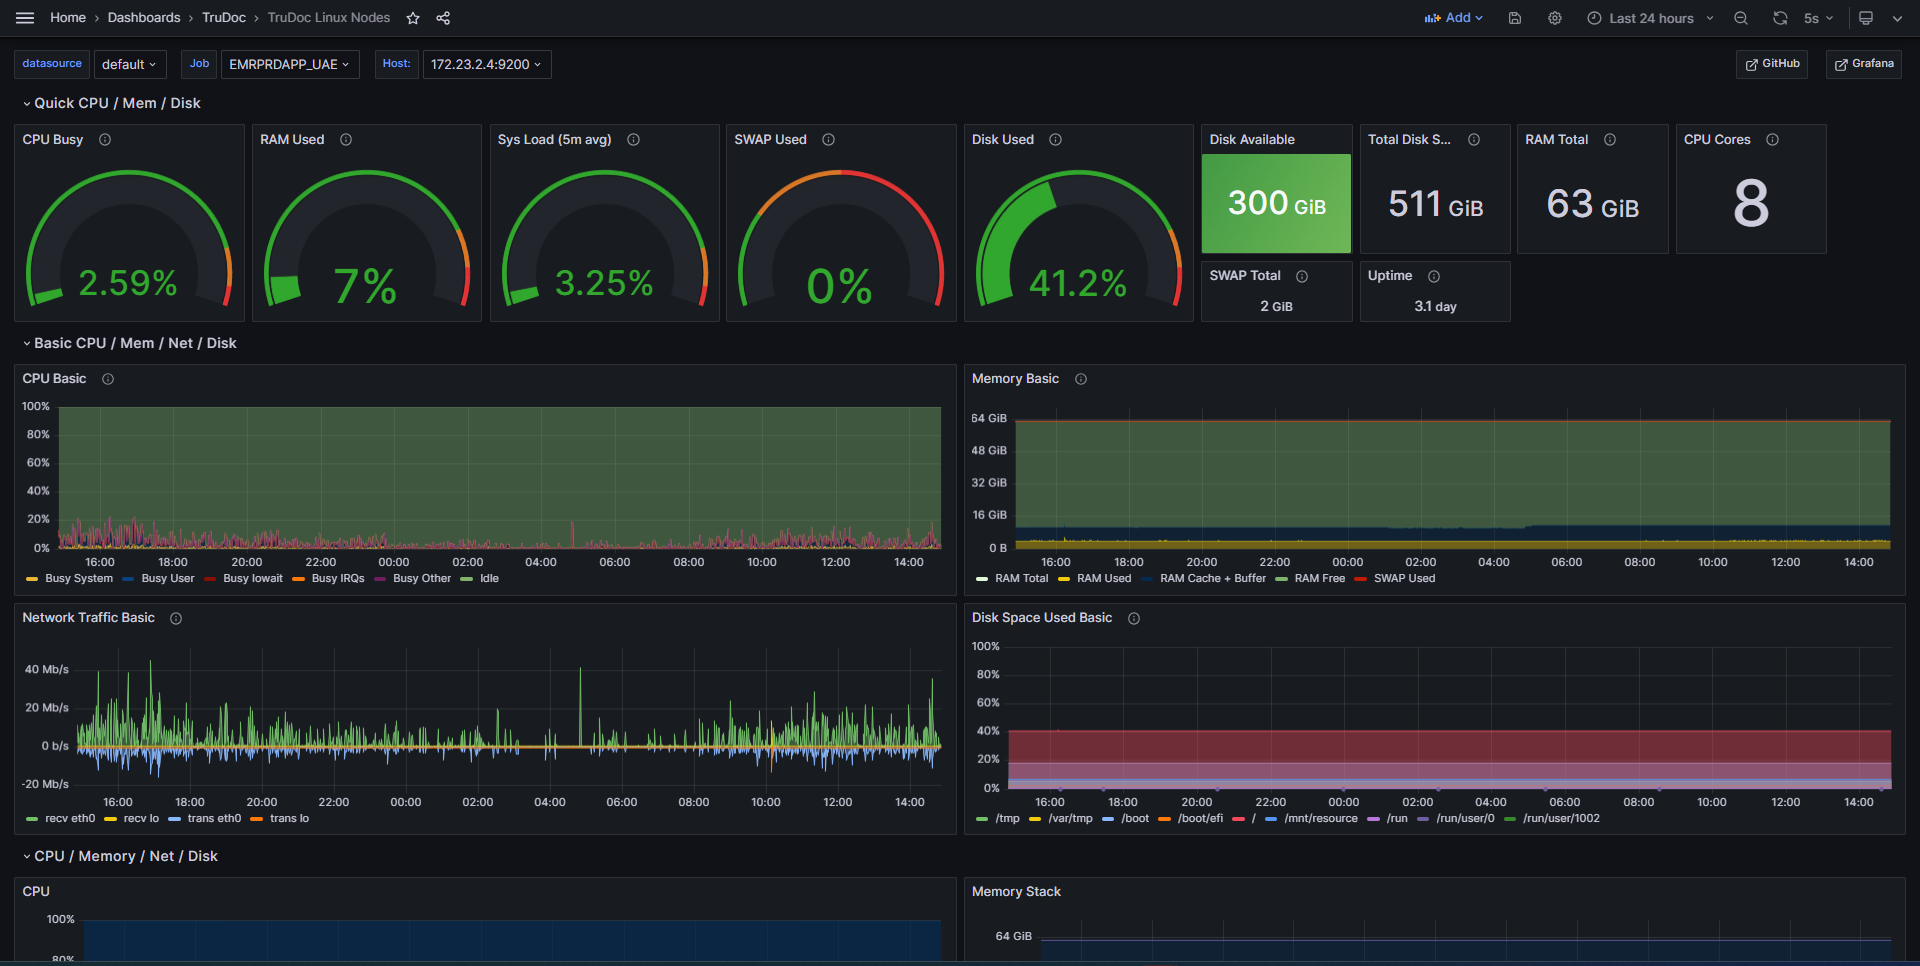 Home › Dashboards › TruDoc › TruDoc Linux Nodes
Add
Last 24 hours
5s
datasource default Job EMRPRDAPP_UAE Host: 172.23.2.4:9200
GitHub Grafana
Quick CPU / Mem / Disk
CPU Busy
2.59%
RAM Used
7%
Sys Load (5m avg)
3.25%
SWAP Used
0%
Disk Used
41.2%
Disk Available
300 GiB
Total Disk S...
511 GiB
RAM Total
63 GiB
CPU Cores
8
SWAP Total
2 GiB
Uptime
3.1 day
Basic CPU / Mem / Net / Disk
CPU Basic
100%
80%
60%
40%
20%
0%
16:00 18:00 20:00 22:00 00:00 02:00 04:00 06:00 08:00 10:00 12:00 14:00
Busy System Busy User Busy Iowait Busy IRQs Busy Other Idle
Memory Basic
64 GiB
48 GiB
32 GiB
16 GiB
0 B
16:00 18:00 20:00 22:00 00:00 02:00 04:00 06:00 08:00 10:00 12:00 14:00
RAM Total RAM Used RAM Cache + Buffer RAM Free SWAP Used
Network Traffic Basic
40 Mb/s
20 Mb/s
0 b/s
-20 Mb/s
16:00 18:00 20:00 22:00 00:00 02:00 04:00 06:00 08:00 10:00 12:00 14:00
recv eth0 recv lo trans eth0 trans lo
Disk Space Used Basic
100%
80%
60%
40%
20%
0%
16:00 18:00 20:00 22:00 00:00 02:00 04:00 06:00 08:00 10:00 12:00 14:00
/tmp /var/tmp /boot /boot/efi / /mnt/resource /run /run/user/0 /run/user/1002
CPU / Memory / Net / Disk
CPU
100%
80%
Memory Stack
64 GiB